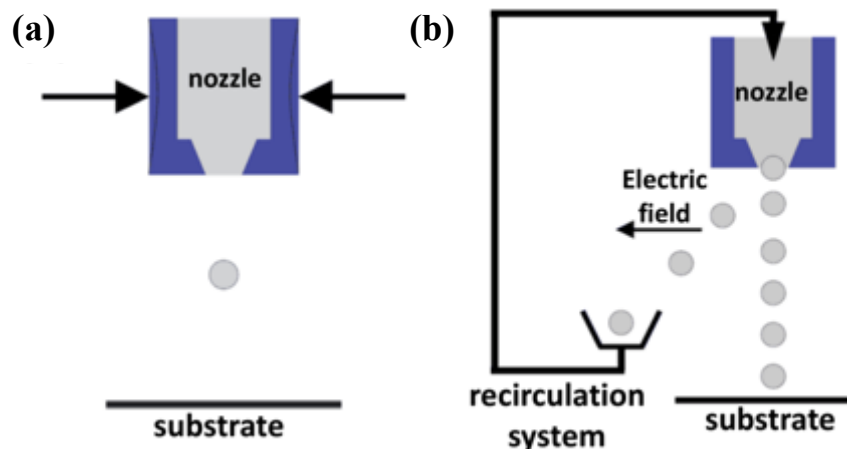 (a)
nozzle
substrate
(b)
nozzle
Electric
field
recirculation
system
substrate